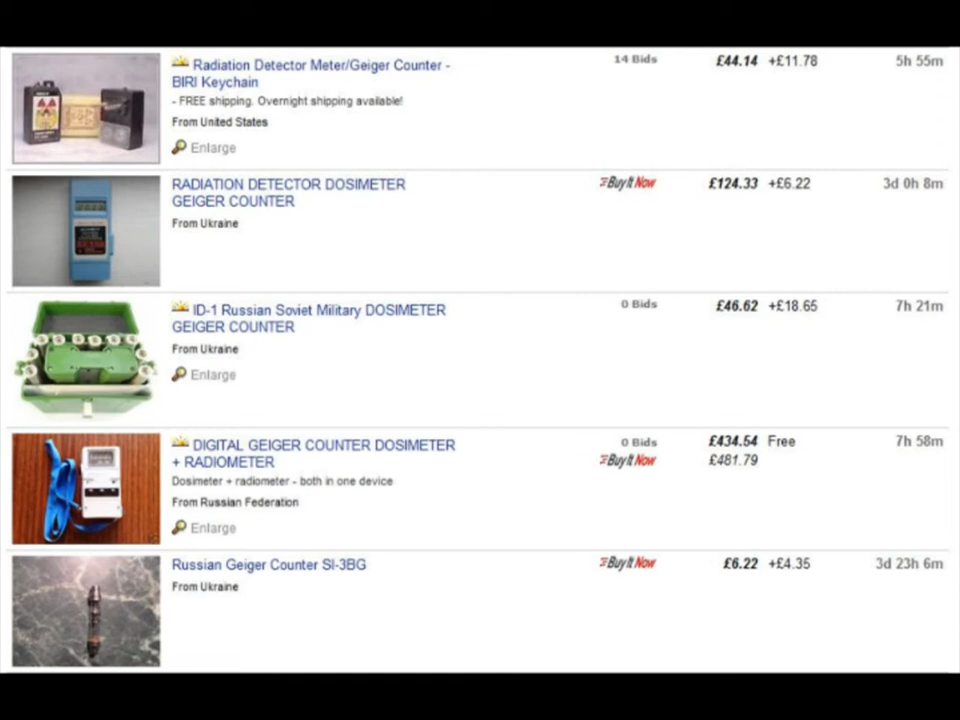 Radiation Detector Meter/Geiger Counter - 14 Bids £44.14 +£11.78 5h 55m
BIRI Keychain
- FREE shipping. Overnight shipping available!
From United States
Enlarge
RADIATION DETECTOR DOSIMETER Buy It Now £124.33 +£6.22 3d 0h 8m
GEIGER COUNTER
From Ukraine
ID-1 Russian Soviet Military DOSIMETER 0 Bids £46.62 +£18.65 7h 21m
GEIGER COUNTER
From Ukraine
Enlarge
DIGITAL GEIGER COUNTER DOSIMETER 0 Bids £434.54 Free 7h 58m
+ RADIOMETER Buy It Now £481.79
Dosimeter + radiometer - both in one device
From Russian Federation
Enlarge
Russian Geiger Counter SI-3BG Buy It Now £6.22 +£4.35 3d 23h 6m
From Ukraine